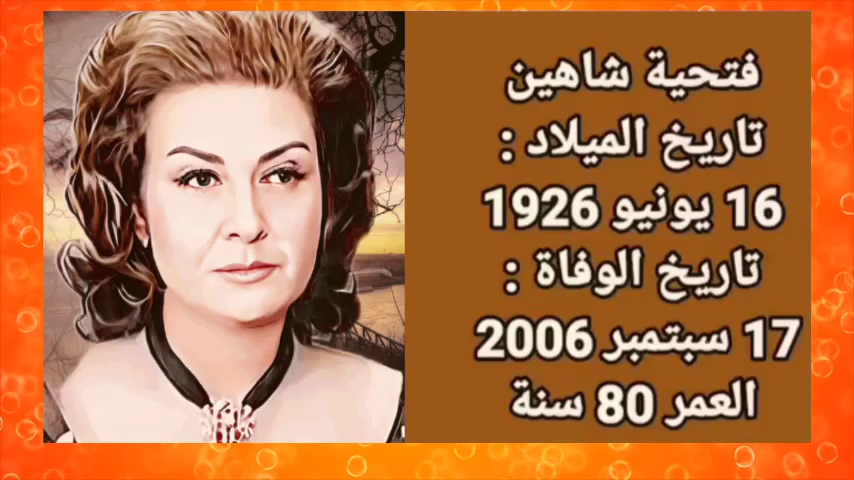 فتحية شاهين
تاريخ الميلاد :
16 يونيو 1926
تاريخ الوفاة :
17 سبتمبر 2006
العمر 80 سنة